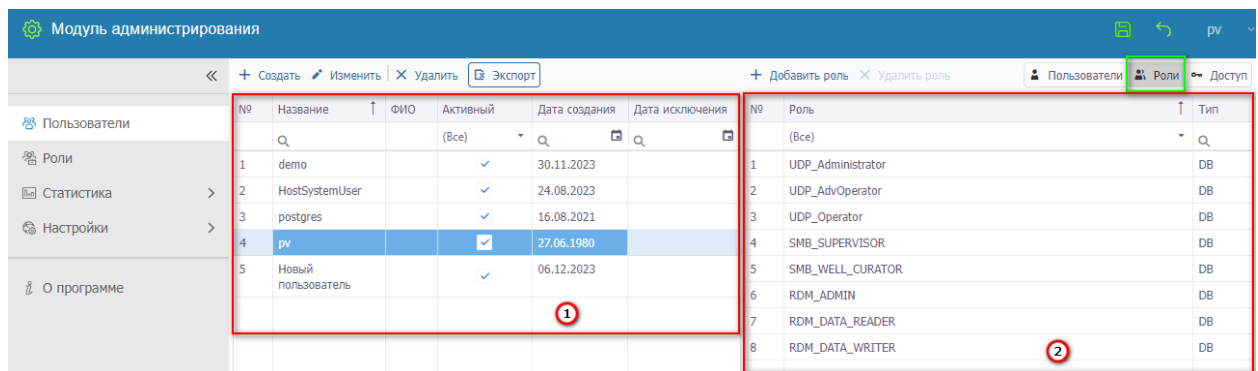 Модуль администрирования
pv
Создать Изменить Удалить Экспорт
Добавить роль Удалить роль
Пользователи Роли Доступ
Пользователи
Роли
Статистика
Настройки
О программе
№ Название ФИО Активный Дата создания Дата исключения
(Все)
1 demo 30.11.2023
2 HostSystemUser 24.08.2023
3 postgres 16.08.2021
4 pv 27.06.1980
5 Новый пользователь 06.12.2023
1
№ Роль Тип
(Все)
1 UDP_Administrator DB
2 UDP_AdvOperator DB
3 UDP_Operator DB
4 SMB_SUPERVISOR DB
5 SMB_WELL_CURATOR DB
6 RDM_ADMIN DB
7 RDM_DATA_READER DB
8 RDM_DATA_WRITER DB
2